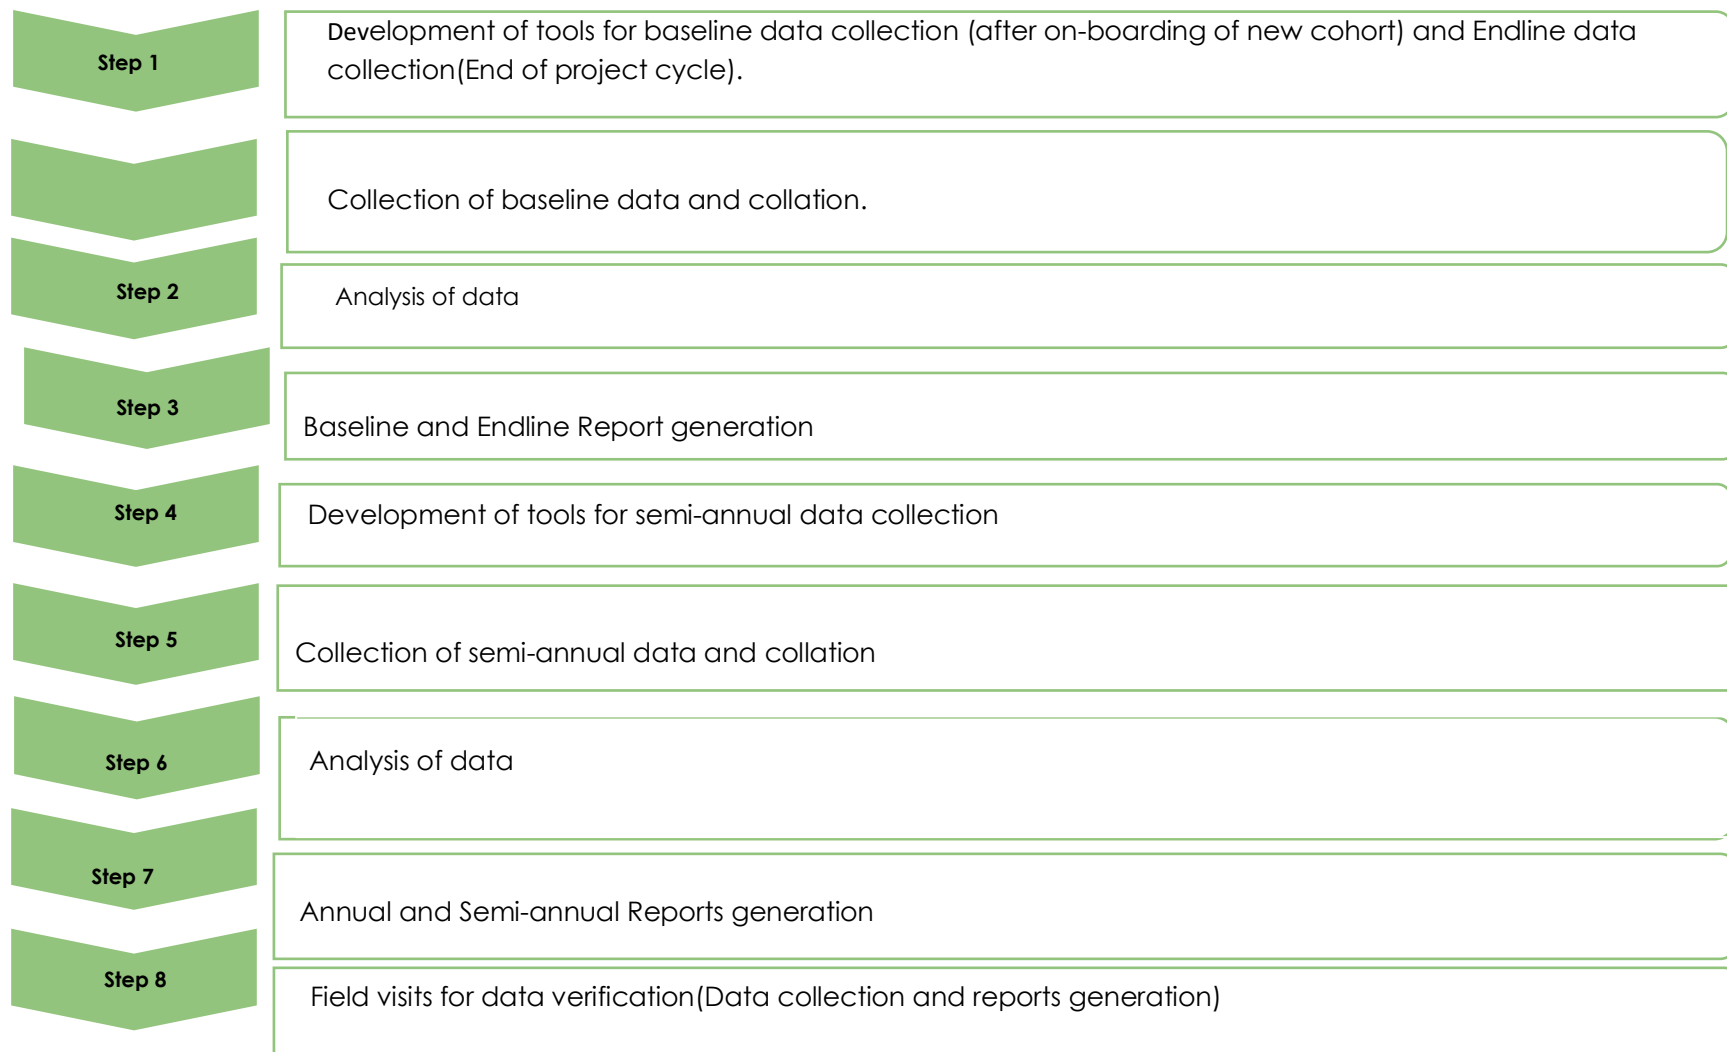 Step 1
Development of tools for baseline data collection (after on-boarding of new cohort) and Endline data
collection(End of project cycle).
Collection of baseline data and collation.
Step 2
Analysis of data
Step 3
Baseline and Endline Report generation
Step 4
Development of tools for semi-annual data collection
Step 5
Collection of semi-annual data and collation
Step 6
Analysis of data
Step 7
Annual and Semi-annual Reports generation
Step 8
Field visits for data verification(Data collection and reports generation)